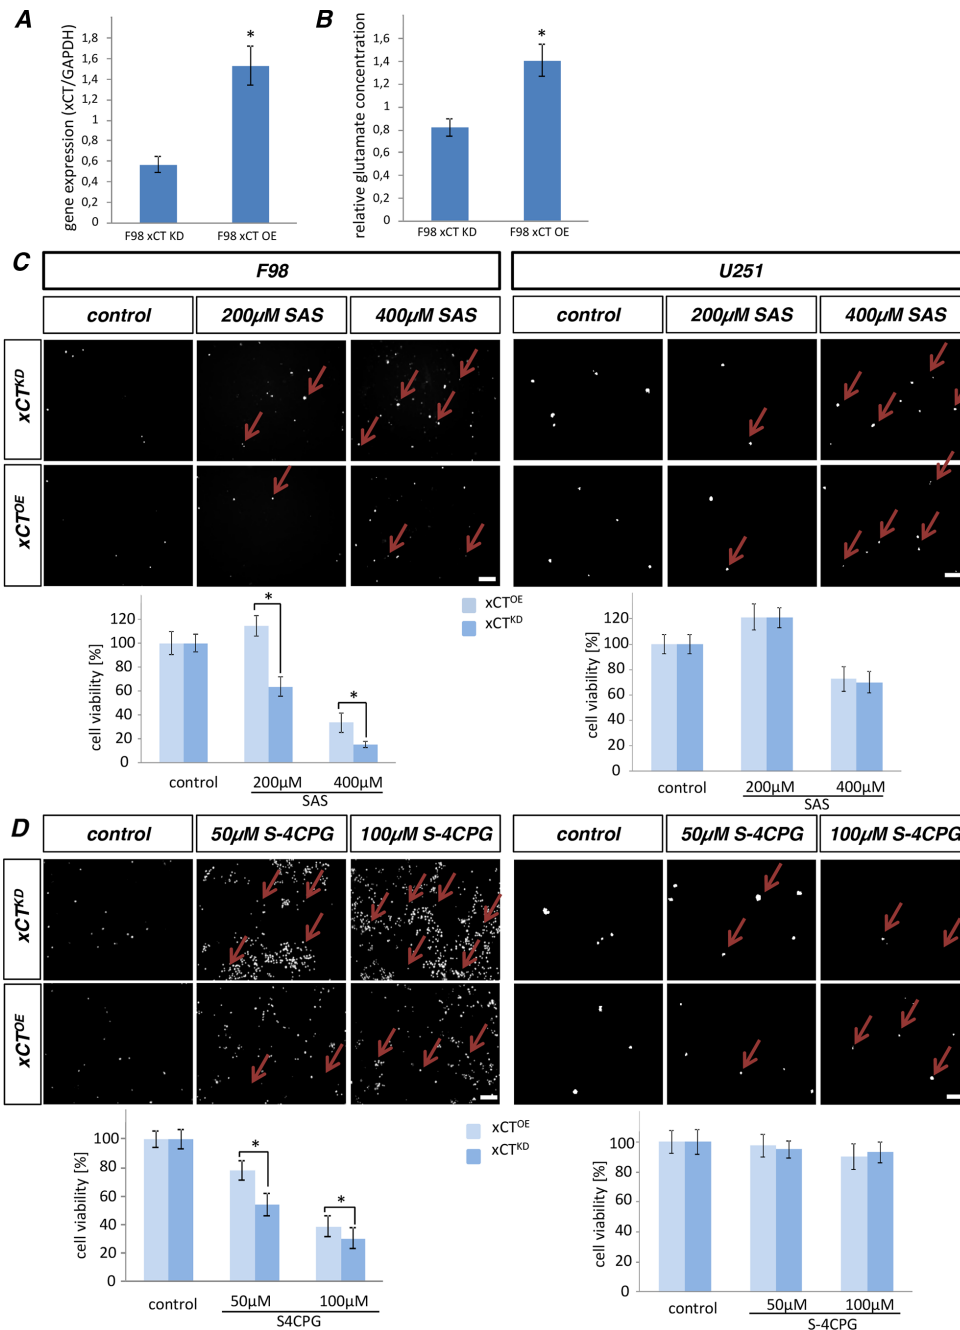 A
gene expression (xCT/GAPDH)
1,8
1,6
1,4
1,2
1
0,8
0,6
0,4
0,2
0
*
F98 xCT KD
F98 xCT OE
B
relative glutamate concentration
1,8
1,6
1,4
1,2
1
0,8
0,6
0,4
0,2
0
*
F98 xCT KD
F98 xCT OE
C
F98
U251
control
200µM SAS
400µM SAS
control
200µM SAS
400µM SAS
xCTKD
xCTOE
cell viability [%]
120
100
80
60
40
20
0
*
*
control
200µM
400µM
SAS
xCTOE
xCTKD
cell viability [%]
120
100
80
60
40
20
0
control
200µM
400µM
SAS
D
control
50µM S-4CPG
100µM S-4CPG
control
50µM S-4CPG
100µM S-4CPG
xCTKD
xCTOE
cell viability [%]
100
80
60
40
20
0
*
*
control
50µM
100µM
S4CPG
xCTOE
xCTKD
cell viability [%]
100
80
60
40
20
0
control
50µM
100µM
S-4CPG